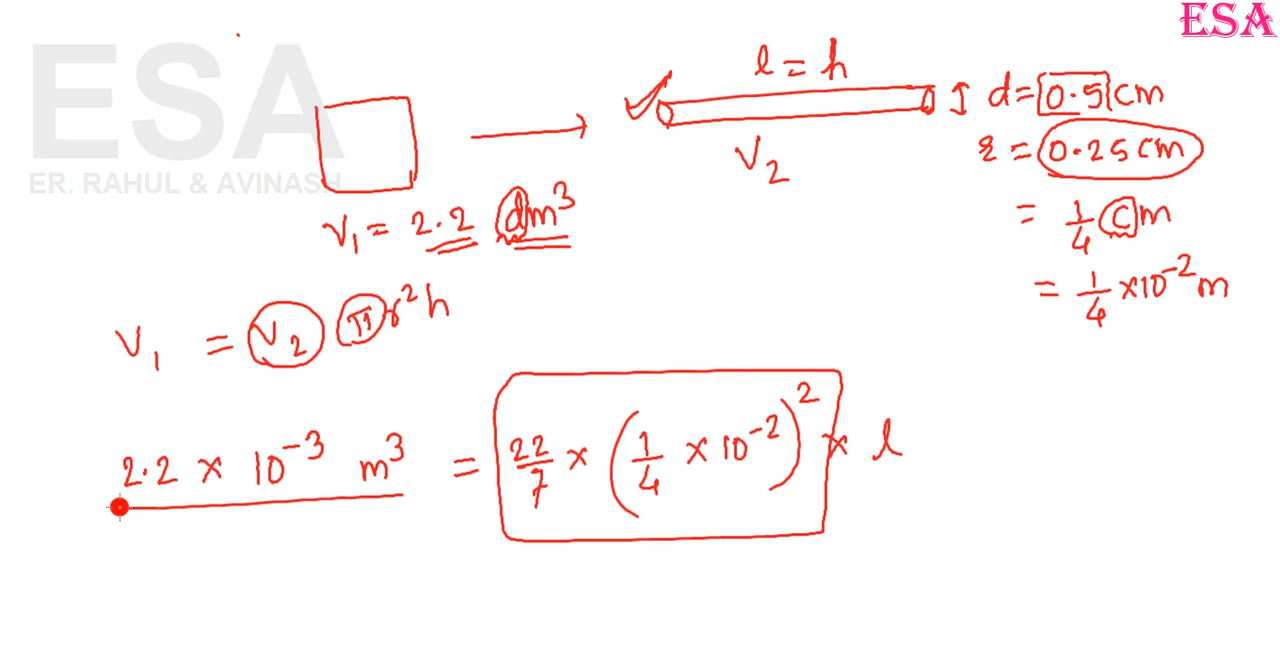 ESA
ESA
ER. RAHUL & AVINASH
l = h
d = 0.5 cm
r = 0.25 cm
V₂
= 1/4 cm
V₁ = 2.2 dm³
= 1/4 × 10⁻² m
V₁ = V₂ πr²h
2.2 × 10⁻³ m³ = 22/7 × (1/4 × 10⁻²)² × l